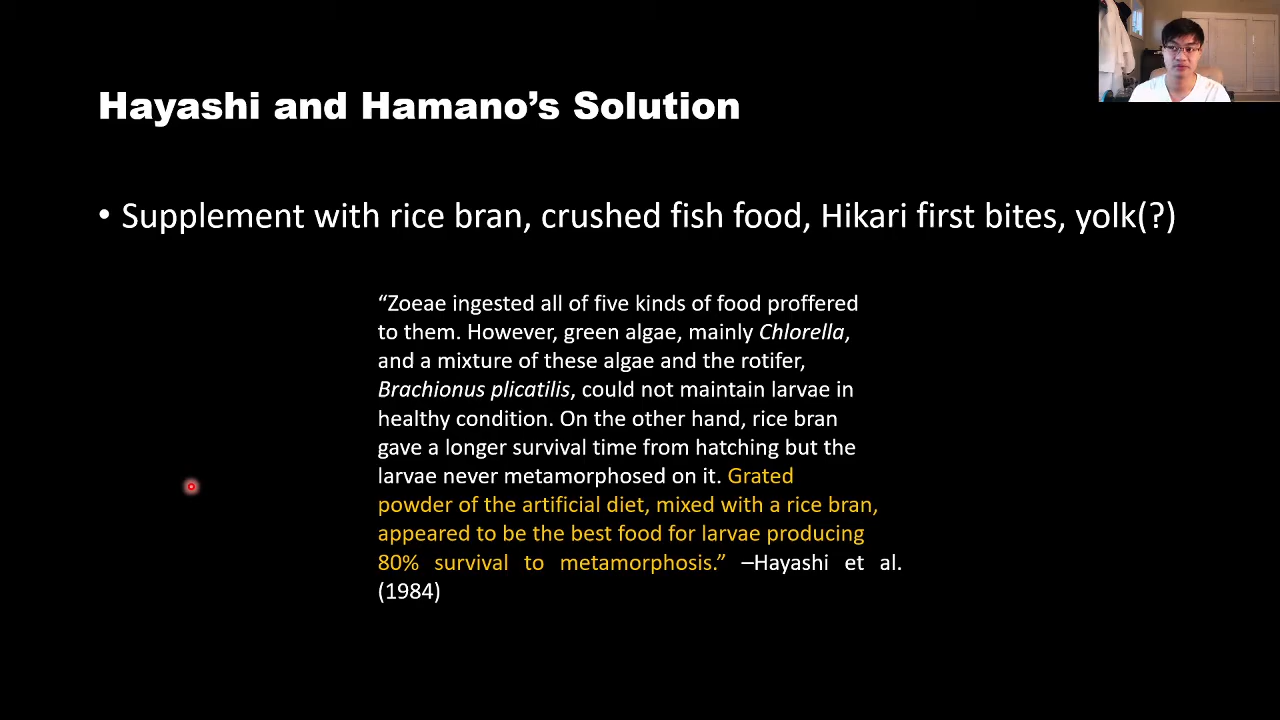 Hayashi and Hamano’s Solution
• Supplement with rice bran, crushed fish food, Hikari first bites, yolk(?)
“Zoeae ingested all of five kinds of food proffered
to them. However, green algae, mainly Chlorella,
and a mixture of these algae and the rotifer,
Brachionus plicatilis, could not maintain larvae in
healthy condition. On the other hand, rice bran
gave a longer survival time from hatching but the
larvae never metamorphosed on it. Grated
powder of the artificial diet, mixed with a rice bran,
appeared to be the best food for larvae producing
80% survival to metamorphosis.” –Hayashi et al.
(1984)